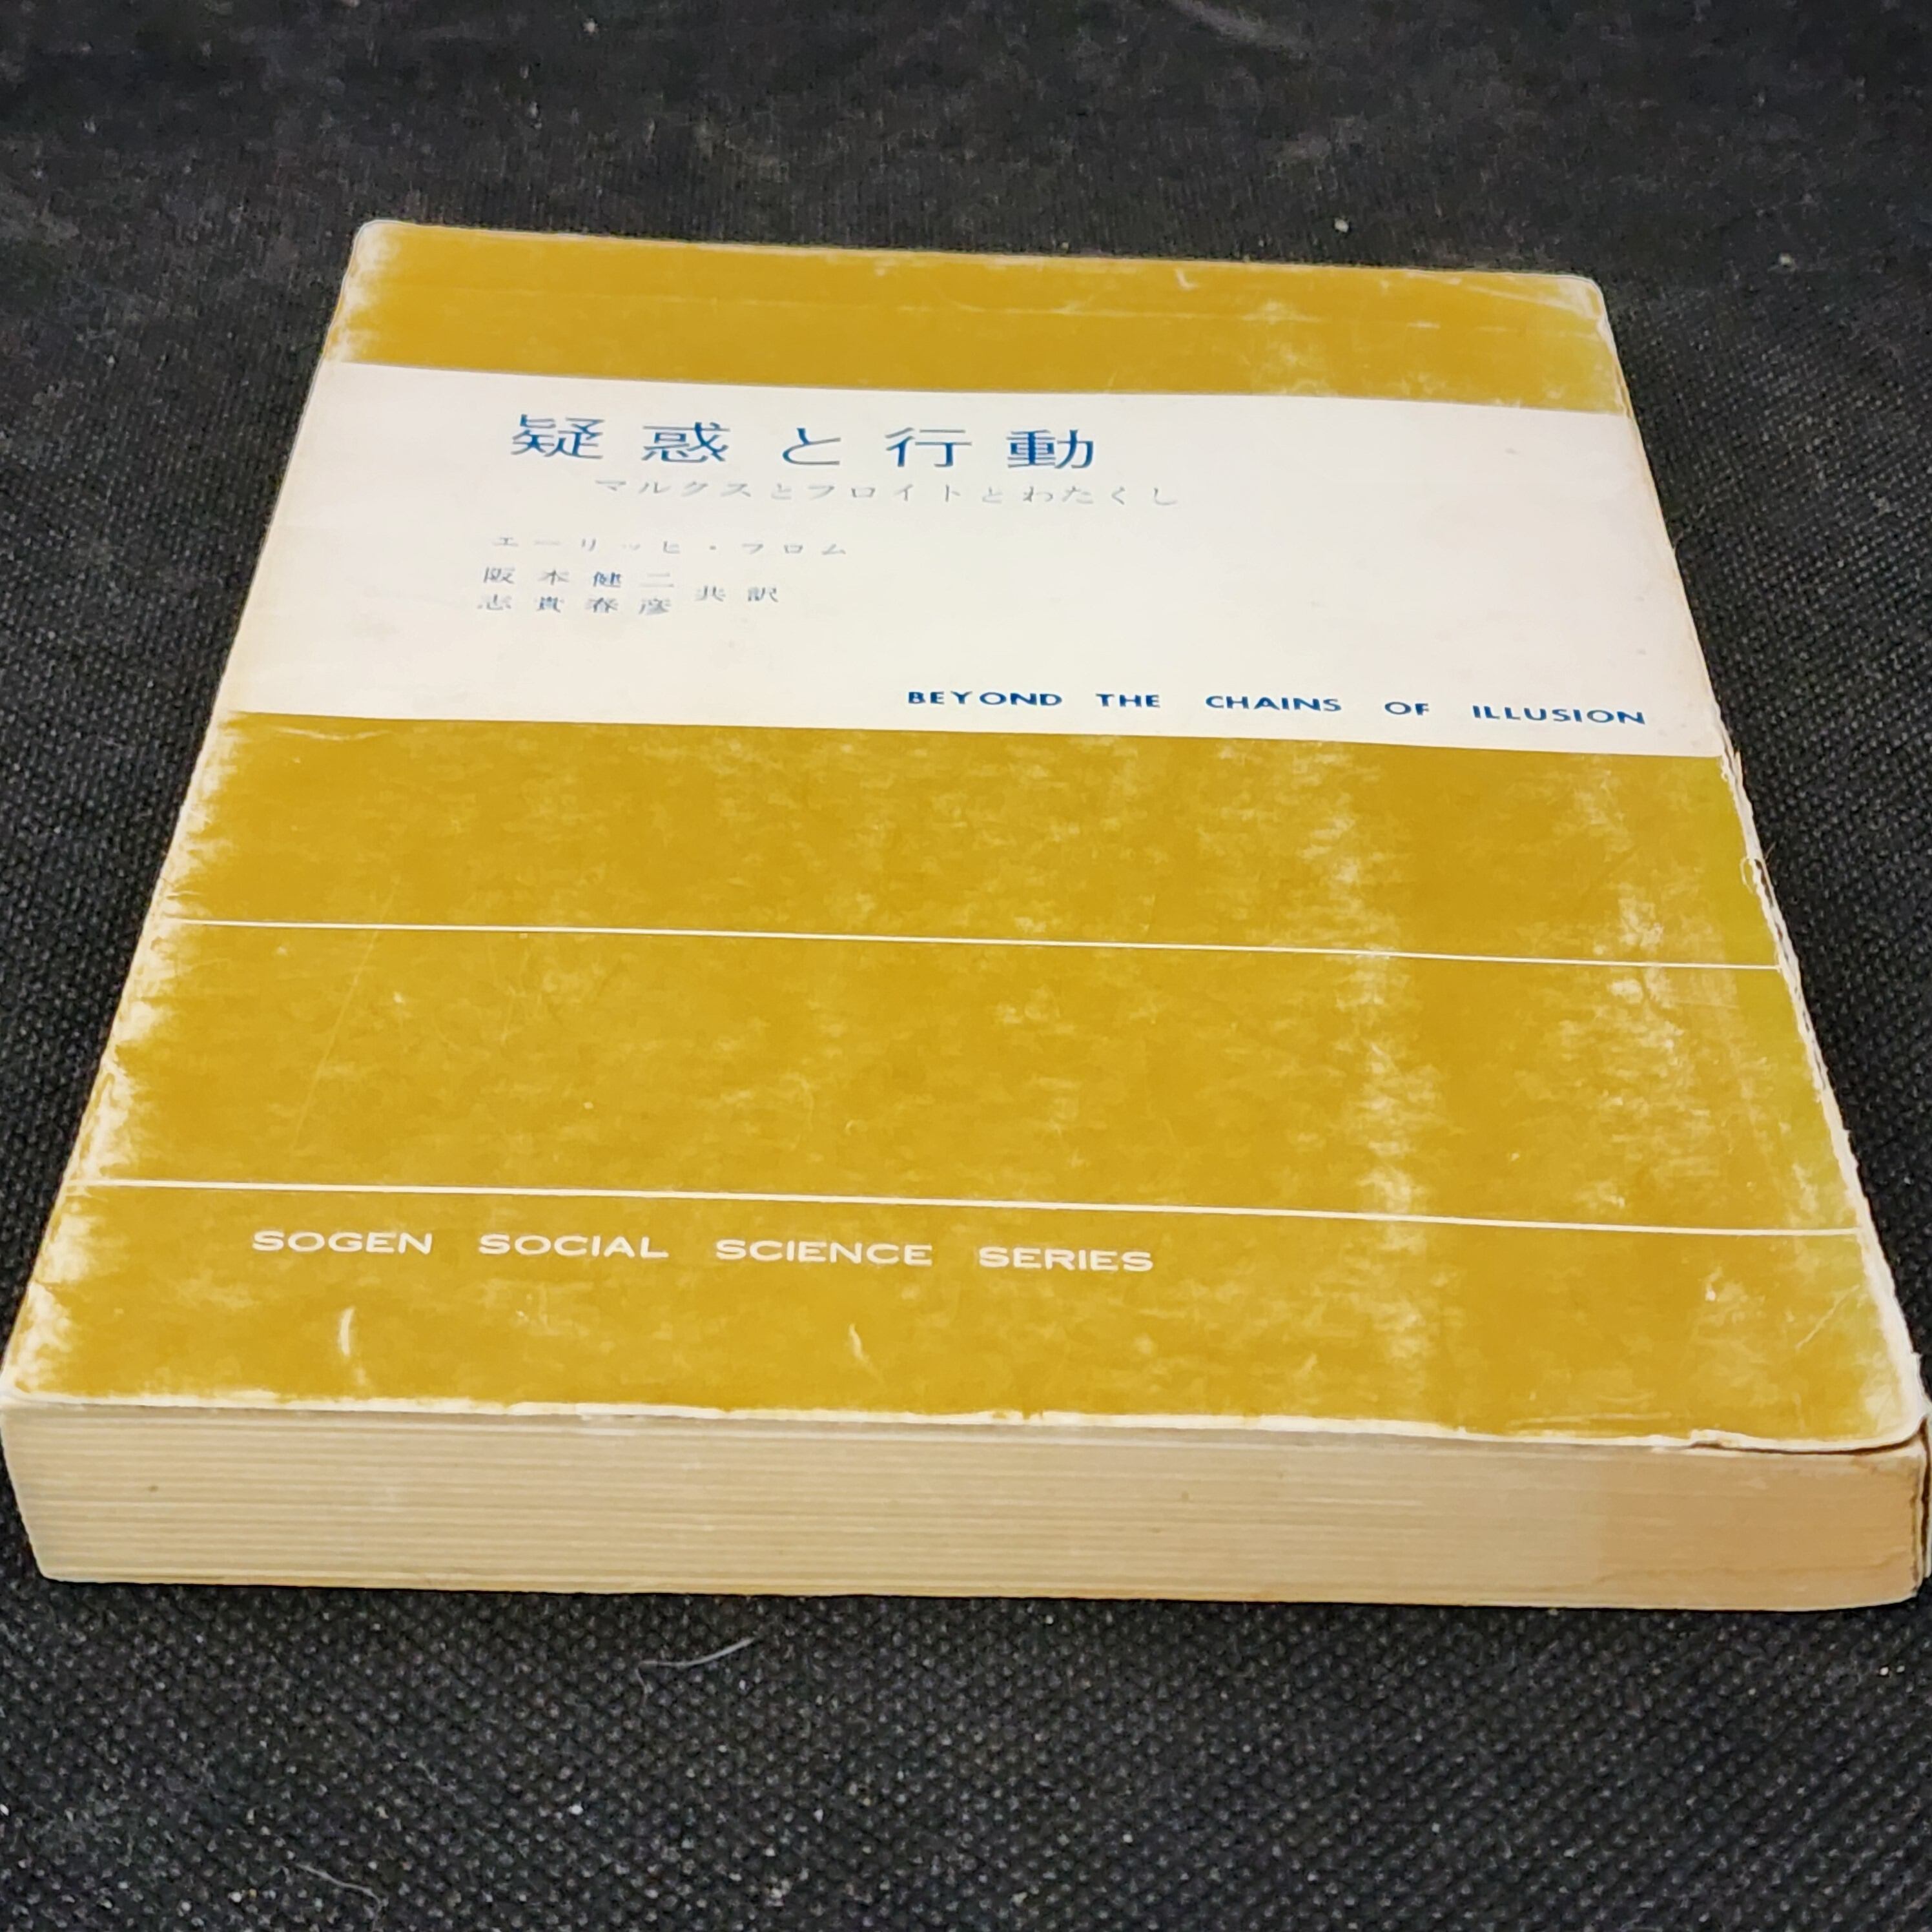 疑惑と行動
マルクスとフロイトとわたくし
エーリッヒ・フロム
阪本健二
志貴春彦 共訳
BEYOND THE CHAINS OF ILLUSION
SOGEN SOCIAL SCIENCE SERIES